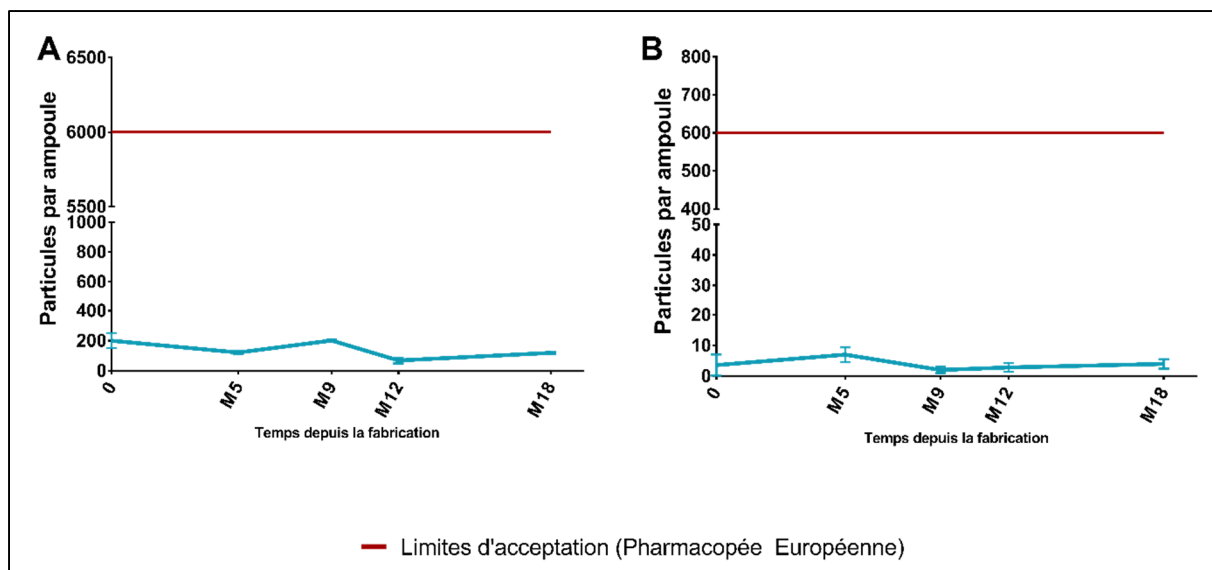 A
Particules par ampoule
6500
6000
5500
1000
800
600
400
200
0
0
M5
M9
M12
M18
Temps depuis la fabrication
B
Particules par ampoule
800
700
600
500
400
50
40
30
20
10
0
0
M5
M9
M12
M18
Temps depuis la fabrication
Limites d'acceptation (Pharmacopée Européenne)